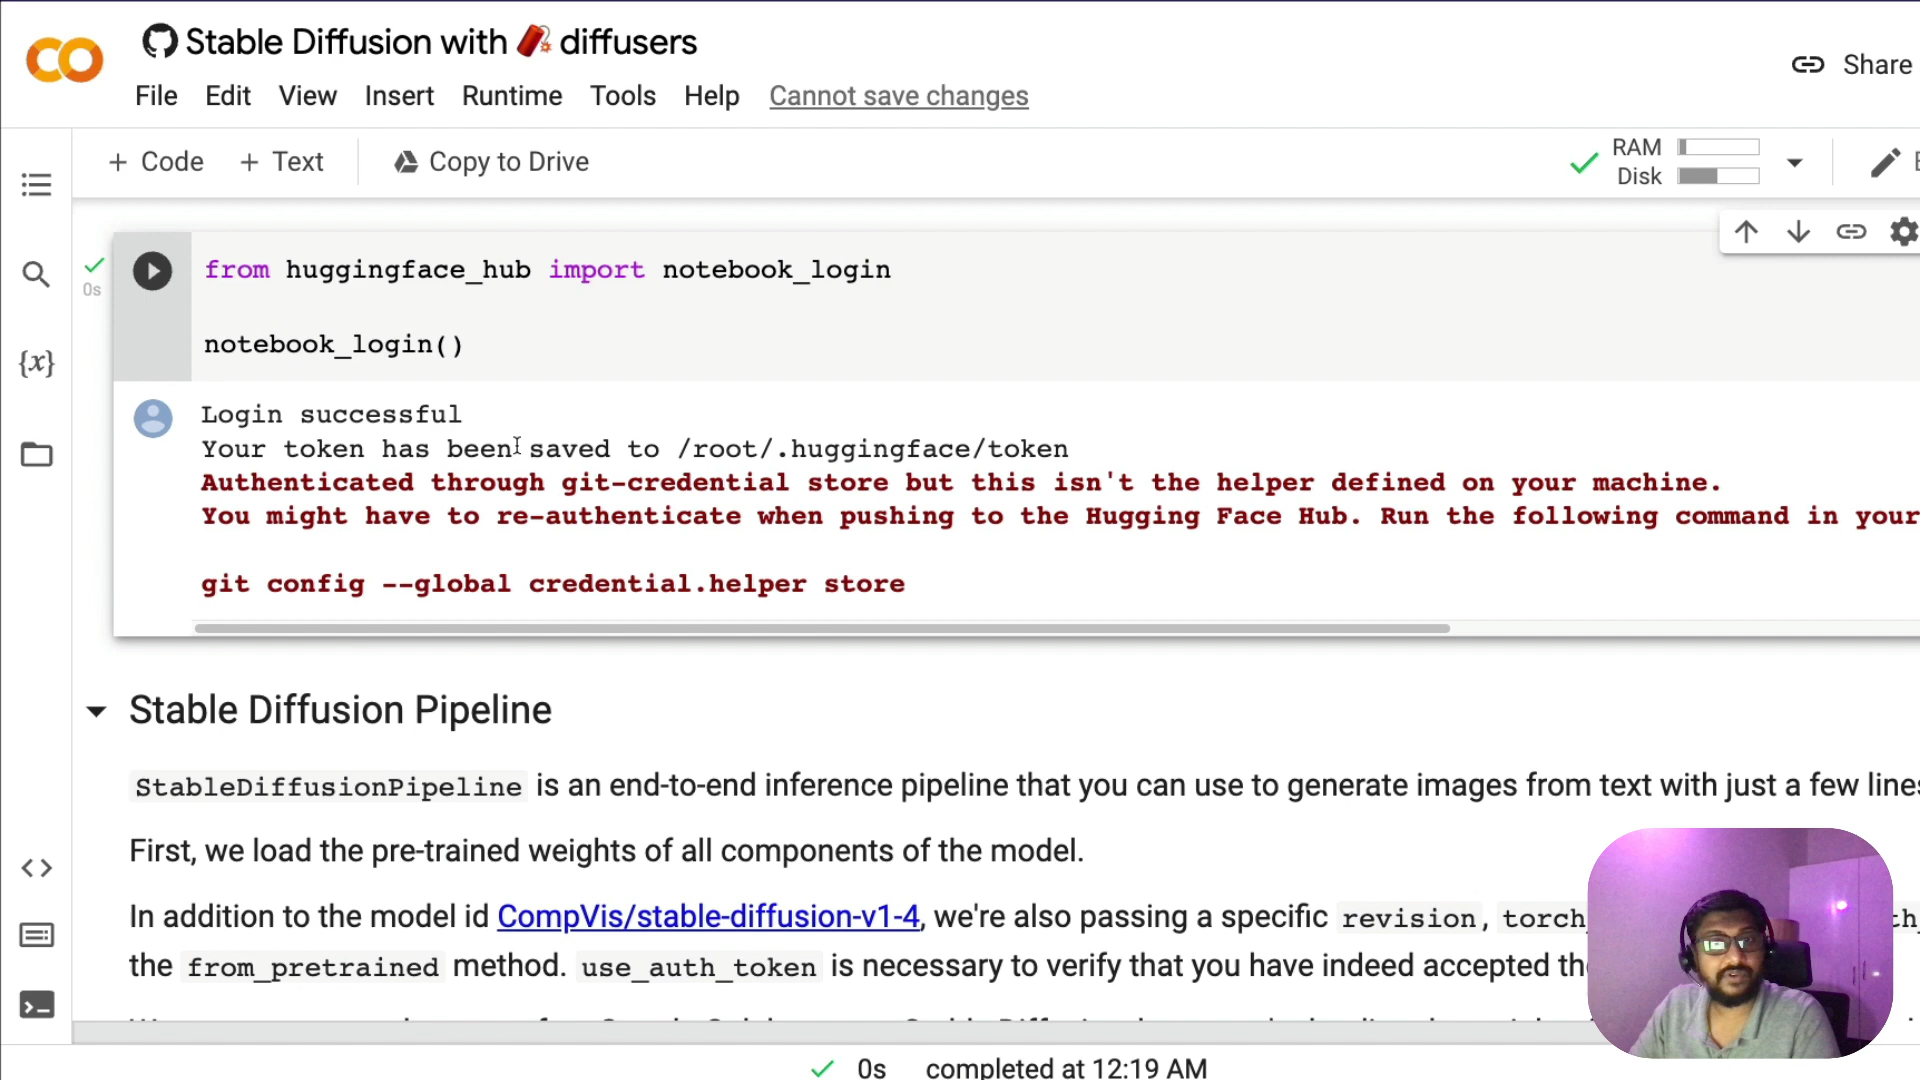 Stable Diffusion with 🧨 diffusers
Share
File Edit View Insert Runtime Tools Help Cannot save changes
+ Code + Text Copy to Drive
RAM
Disk
from huggingface_hub import notebook_login
0s
notebook_login()
{x}
Login successful
Your token has been saved to /root/.huggingface/token
Authenticated through git-credential store but this isn't the helper defined on your machine.
You might have to re-authenticate when pushing to the Hugging Face Hub. Run the following command in your
git config --global credential.helper store
Stable Diffusion Pipeline
StableDiffusionPipeline is an end-to-end inference pipeline that you can use to generate images from text with just a few lines
First, we load the pre-trained weights of all components of the model.
In addition to the model id CompVis/stable-diffusion-v1-4, we're also passing a specific revision, torch_
the from_pretrained method. use_auth_token is necessary to verify that you have indeed accepted
0s completed at 12:19 AM